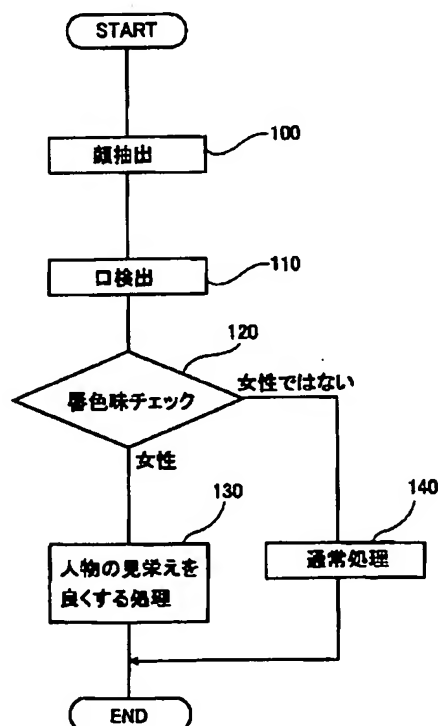 START
100
顔抽出
110
口検出
120
唇色味チェック
女性ではない
女性
130
140
人物の見栄えを
良くする処理
通常処理
END